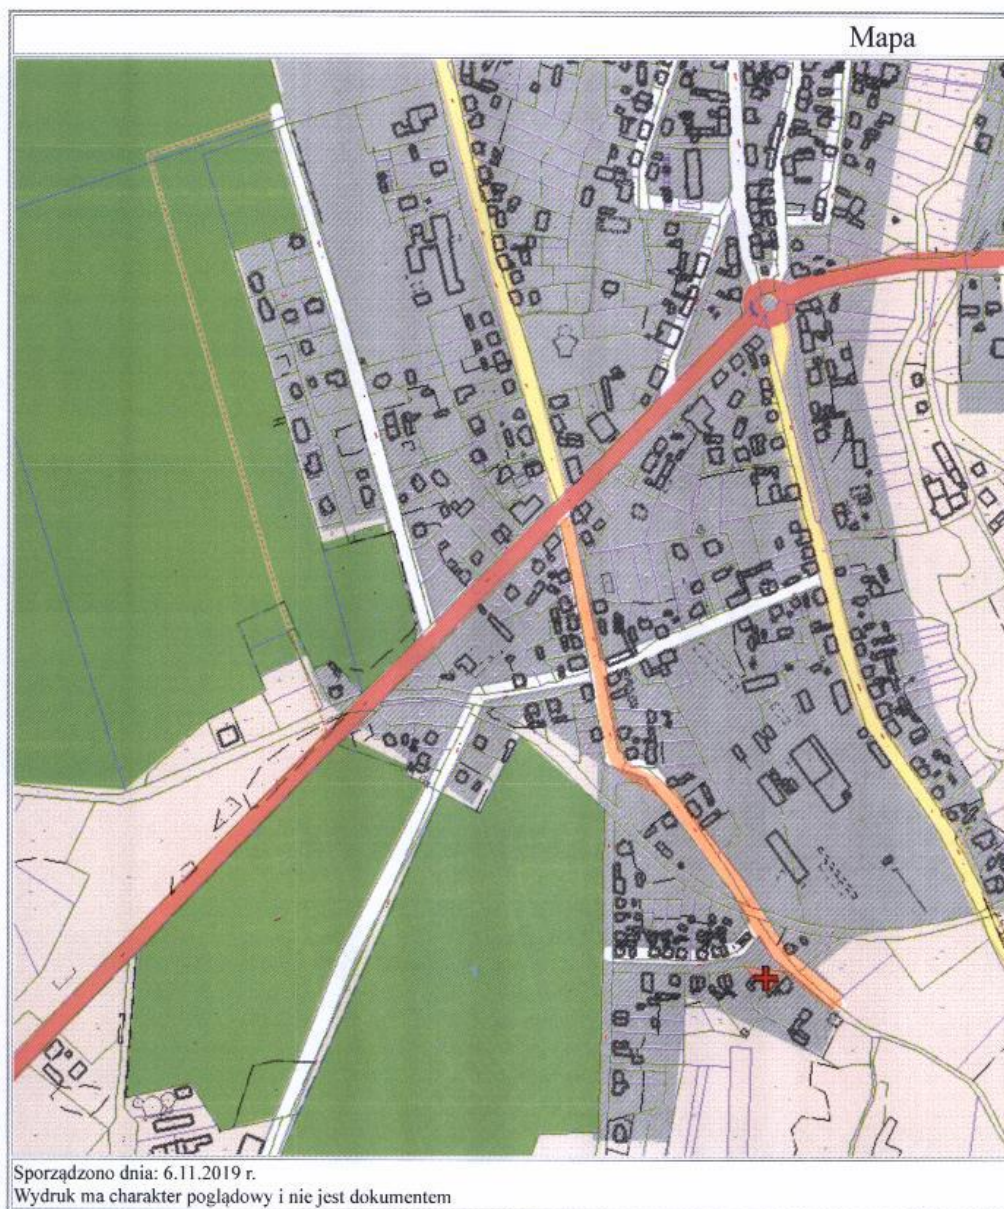 Mapa
Sporządzono dnia: 6.11.2019 r.
Wydruk ma charakter poglądowy i nie jest dokumentem